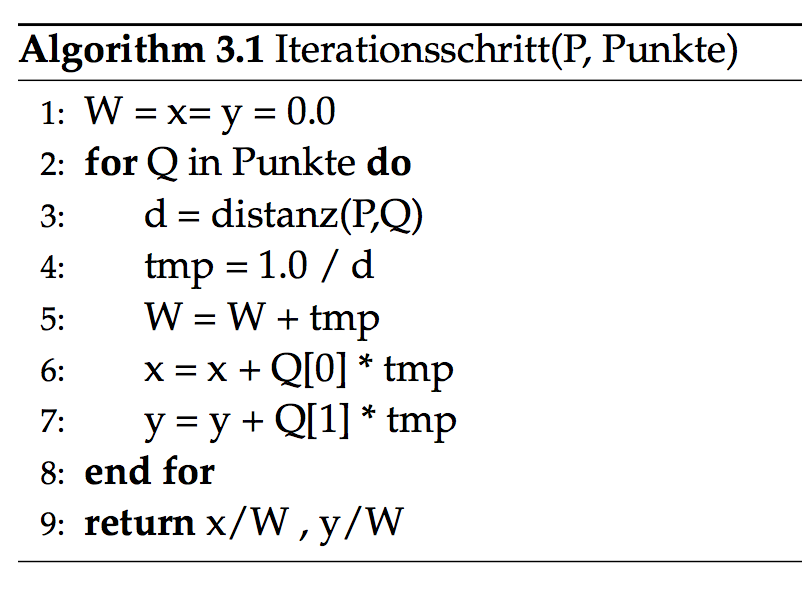 Algorithm 3.1 Iterationsschritt(P, Punkte)
1: W = x= y = 0.0
2: for Q in Punkte do
3: d = distanz(P,Q)
4: tmp = 1.0 / d
5: W = W + tmp
6: x = x + Q[0] * tmp
7: y = y + Q[1] * tmp
8: end for
9: return x/W , y/W